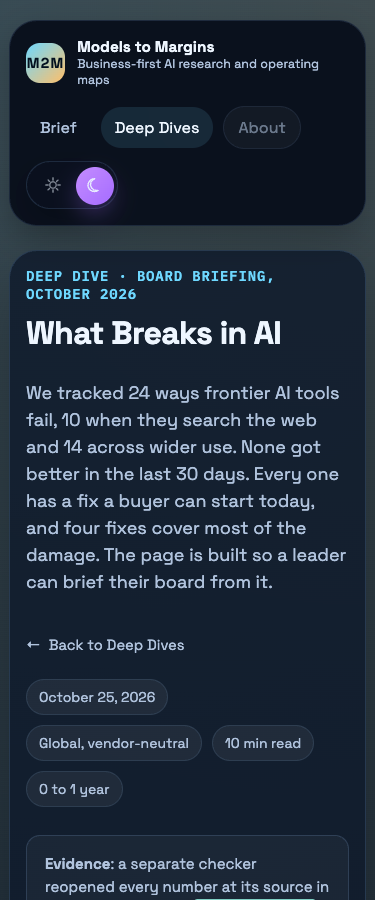 M2M
Models to Margins
Business-first AI research and operating
maps
Brief
Deep Dives
About
DEEP DIVE · BOARD BRIEFING,
OCTOBER 2026
What Breaks in AI
We tracked 24 ways frontier AI tools
fail, 10 when they search the web
and 14 across wider use. None got
better in the last 30 days. Every one
has a fix a buyer can start today,
and four fixes cover most of the
damage. The page is built so a leader
can brief their board from it.
← Back to Deep Dives
October 25, 2026
Global, vendor-neutral
10 min read
0 to 1 year
Evidence: a separate checker
reopened every number at its source in